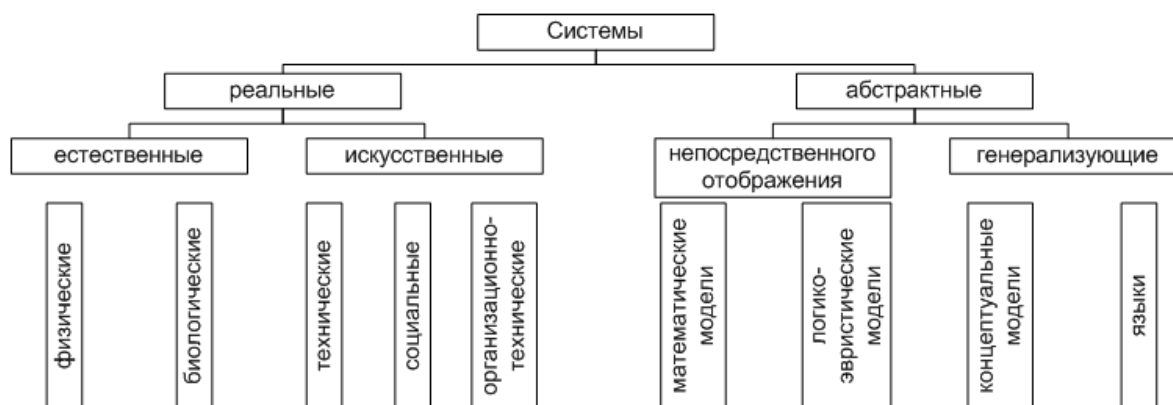 Системы
реальные
абстрактные
естественные
искусственные
непосредственного
отображения
генерализующие
физические
биологические
технические
социальные
организационно-
технические
математические
модели
логико-
эвристические
модели
концептуальные
модели
языки